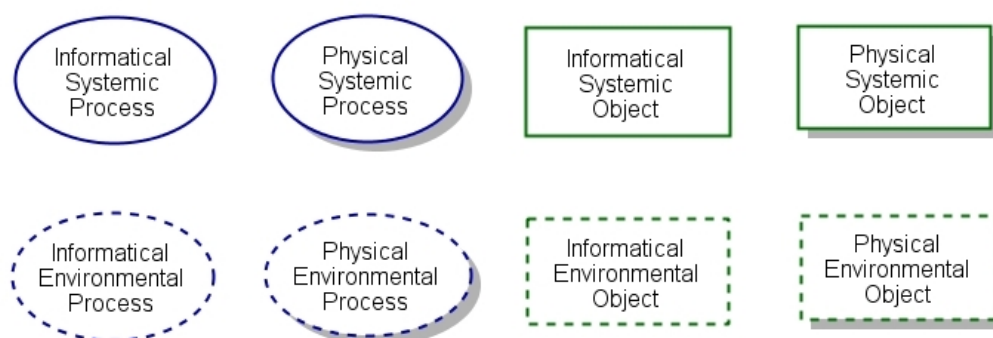 Informatical
Systemic
Process
Physical
Systemic
Process
Informatical
Systemic
Object
Physical
Systemic
Object
Informatical
Environmental
Process
Physical
Environmental
Process
Informatical
Environmental
Object
Physical
Environmental
Object